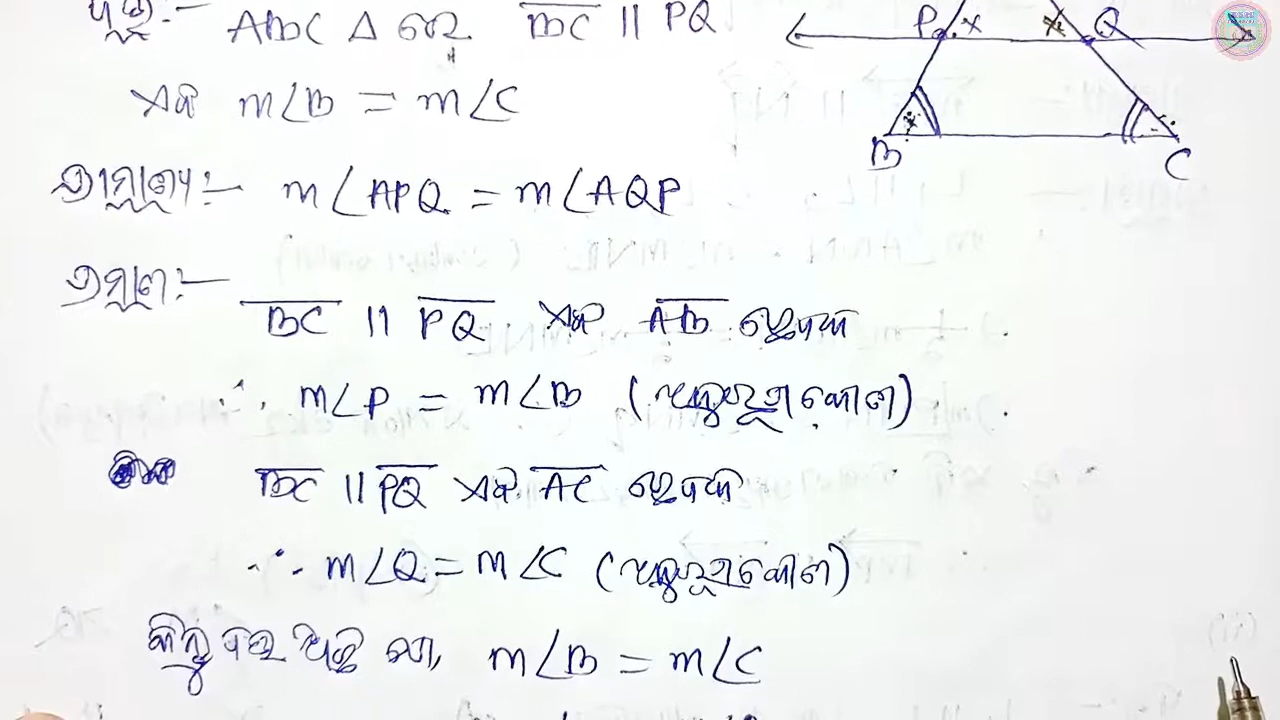 ଦତ୍ତ :- ABC Δ ରେ BC || PQ
P x x Q
ଏବଂ m∠B = m∠C
B C
ପ୍ରାମାଣ୍ୟ :- m∠APQ = m∠AQP
ପ୍ରମାଣ :-
BC || PQ ଏବଂ AB ଛେଦକ
∴ m∠P = m∠B (ଅନୁରୂପ କୋଣ)
BC || PQ ଏବଂ AC ଛେଦକ
∴ m∠Q = m∠C (ଅନୁରୂପ କୋଣ)
କିନ୍ତୁ ଦତ୍ତ ଅଛି ଯେ, m∠B = m∠C